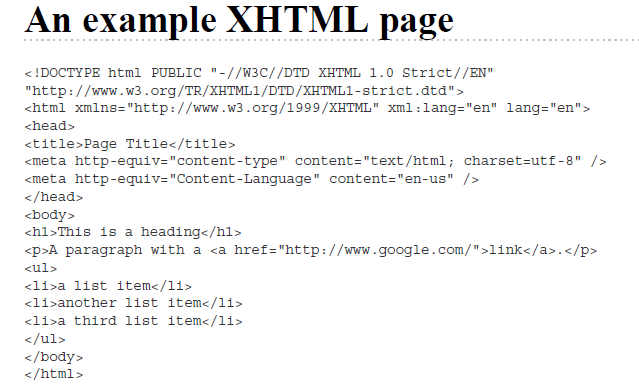 An example XHTML page
<!DOCTYPE html PUBLIC "-//W3C//DTD XHTML 1.0 Strict//EN"
"http://www.w3.org/TR/XHTML1/DTD/XHTML1-strict.dtd">
<html xmlns="http://www.w3.org/1999/XHTML" xml:lang="en" lang="en">
<head>
<title>Page Title</title>
<meta http-equiv="content-type" content="text/html; charset=utf-8" />
<meta http-equiv="Content-Language" content="en-us" />
</head>
<body>
<h1>This is a heading</h1>
<p>A paragraph with a <a href="http://www.google.com/">link</a>.</p>
<ul>
<li>a list item</li>
<li>another list item</li>
<li>a third list item</li>
</ul>
</body>
</html>